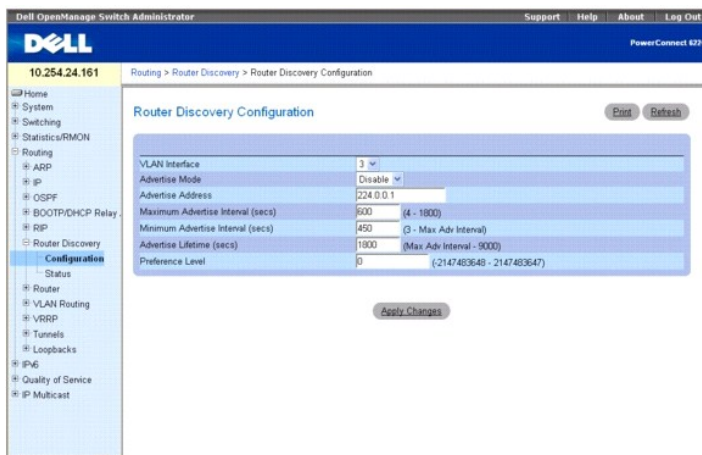 Dell OpenManage Switch Administrator Support Help About Log Out
DELL
PowerConnect 622
10.254.24.161
Routing > Router Discovery > Router Discovery Configuration
Home
System
Switching
Statistics/RMON
Routing
ARP
IP
OSPF
BOOTP/DHCP Relay
RIP
Router Discovery
Configuration
Status
Router
VLAN Routing
VRRP
Tunnels
Loopbacks
IPv6
Quality of Service
IP Multicast
Router Discovery Configuration
Print Refresh
VLAN Interface 3
Advertise Mode Disable
Advertise Address 224.0.0.1
Maximum Advertise Interval (secs) 600 (4 - 1800)
Minimum Advertise Interval (secs) 450 (3 - Max Adv Interval)
Advertise Lifetime (secs) 1800 (Max Adv Interval - 9000)
Preference Level 0 (-2147483648 - 2147483647)
Apply Changes